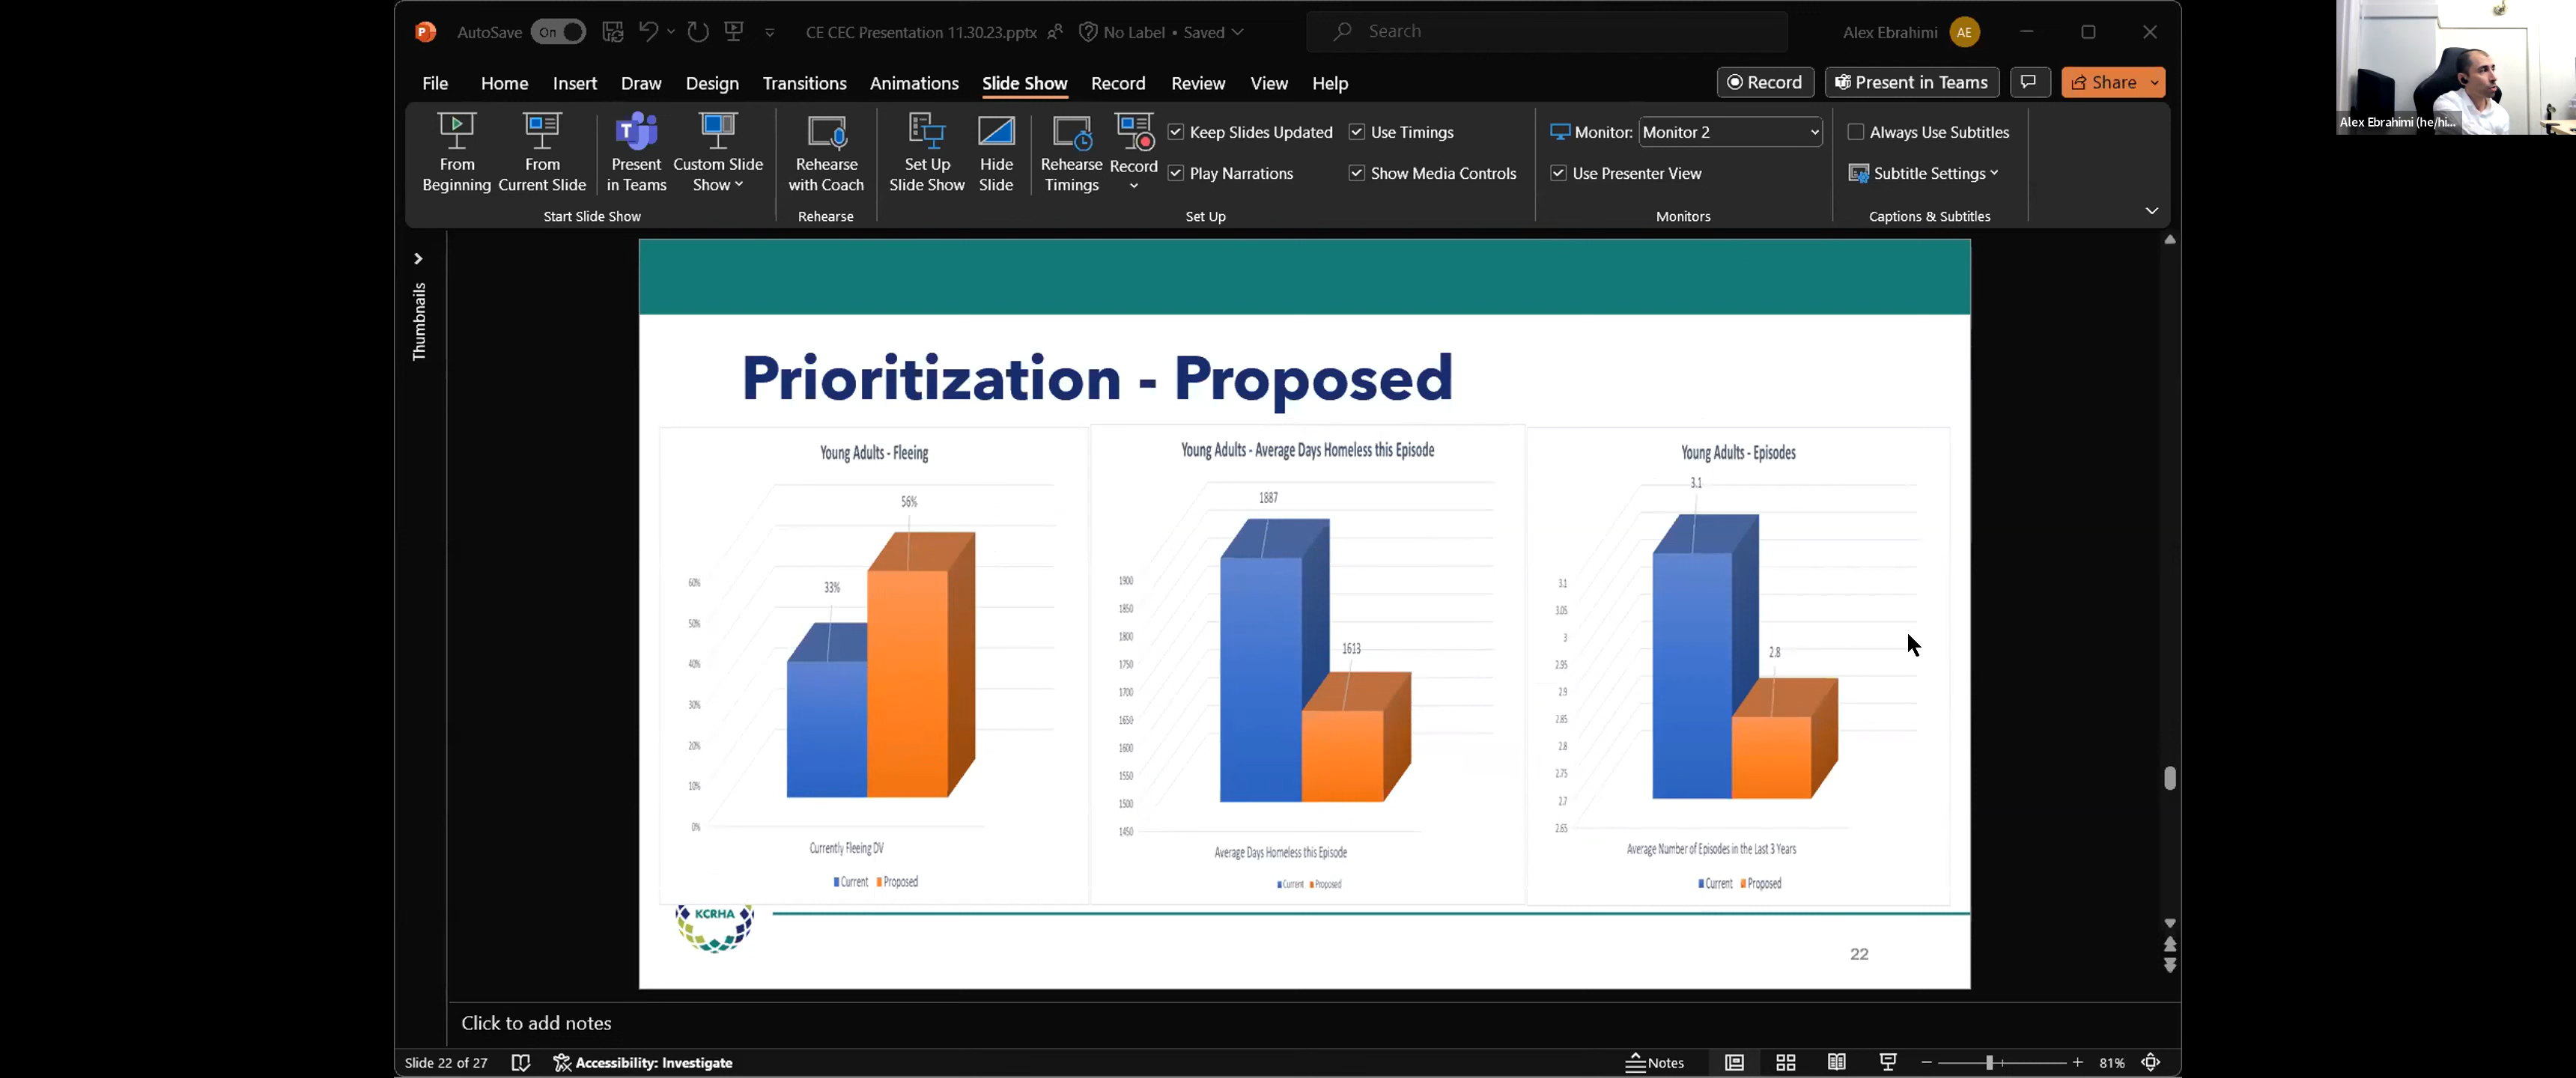 AutoSave On
CE CEC Presentation 11.30.23.pptx
No Label • Saved
Search
Alex Ebrahimi AE
File Home Insert Draw Design Transitions Animations Slide Show Record Review View Help
Record Present in Teams Share
From Beginning
From Current Slide
Present in Teams
Custom Slide Show
Start Slide Show
Rehearse with Coach
Rehearse
Set Up Slide Show
Hide Slide
Rehearse Timings
Record
Keep Slides Updated
Use Timings
Play Narrations
Show Media Controls
Set Up
Monitor: Monitor 2
Use Presenter View
Monitors
Always Use Subtitles
Subtitle Settings
Captions & Subtitles
Alex Ebrahimi (he/hi...
Thumbnails
Prioritization - Proposed
Young Adults - Fleeing
56%
33%
60%
50%
40%
30%
20%
10%
0%
Currently Fleeing DV
Current Proposed
Young Adults - Average Days Homeless this Episode
1887
1613
1900
1850
1800
1750
1700
1650
1600
1550
1500
1450
Average Days Homeless this Episode
Current Proposed
Young Adults - Episodes
3.1
2.8
3.1
3.05
3
2.95
2.9
2.85
2.8
2.75
2.7
2.65
Average Number of Episodes in the Last 3 Years
Current Proposed
KCRHA
22
Click to add notes
Slide 22 of 27
Accessibility: Investigate
Notes
81%